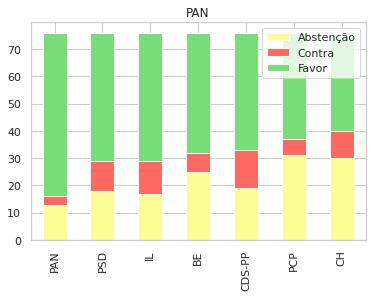 PAN
Abstenção
Contra
Favor
70
60
50
40
30
20
10
0
PAN
PSD
IL
BE
CDS-PP
PCP
CH